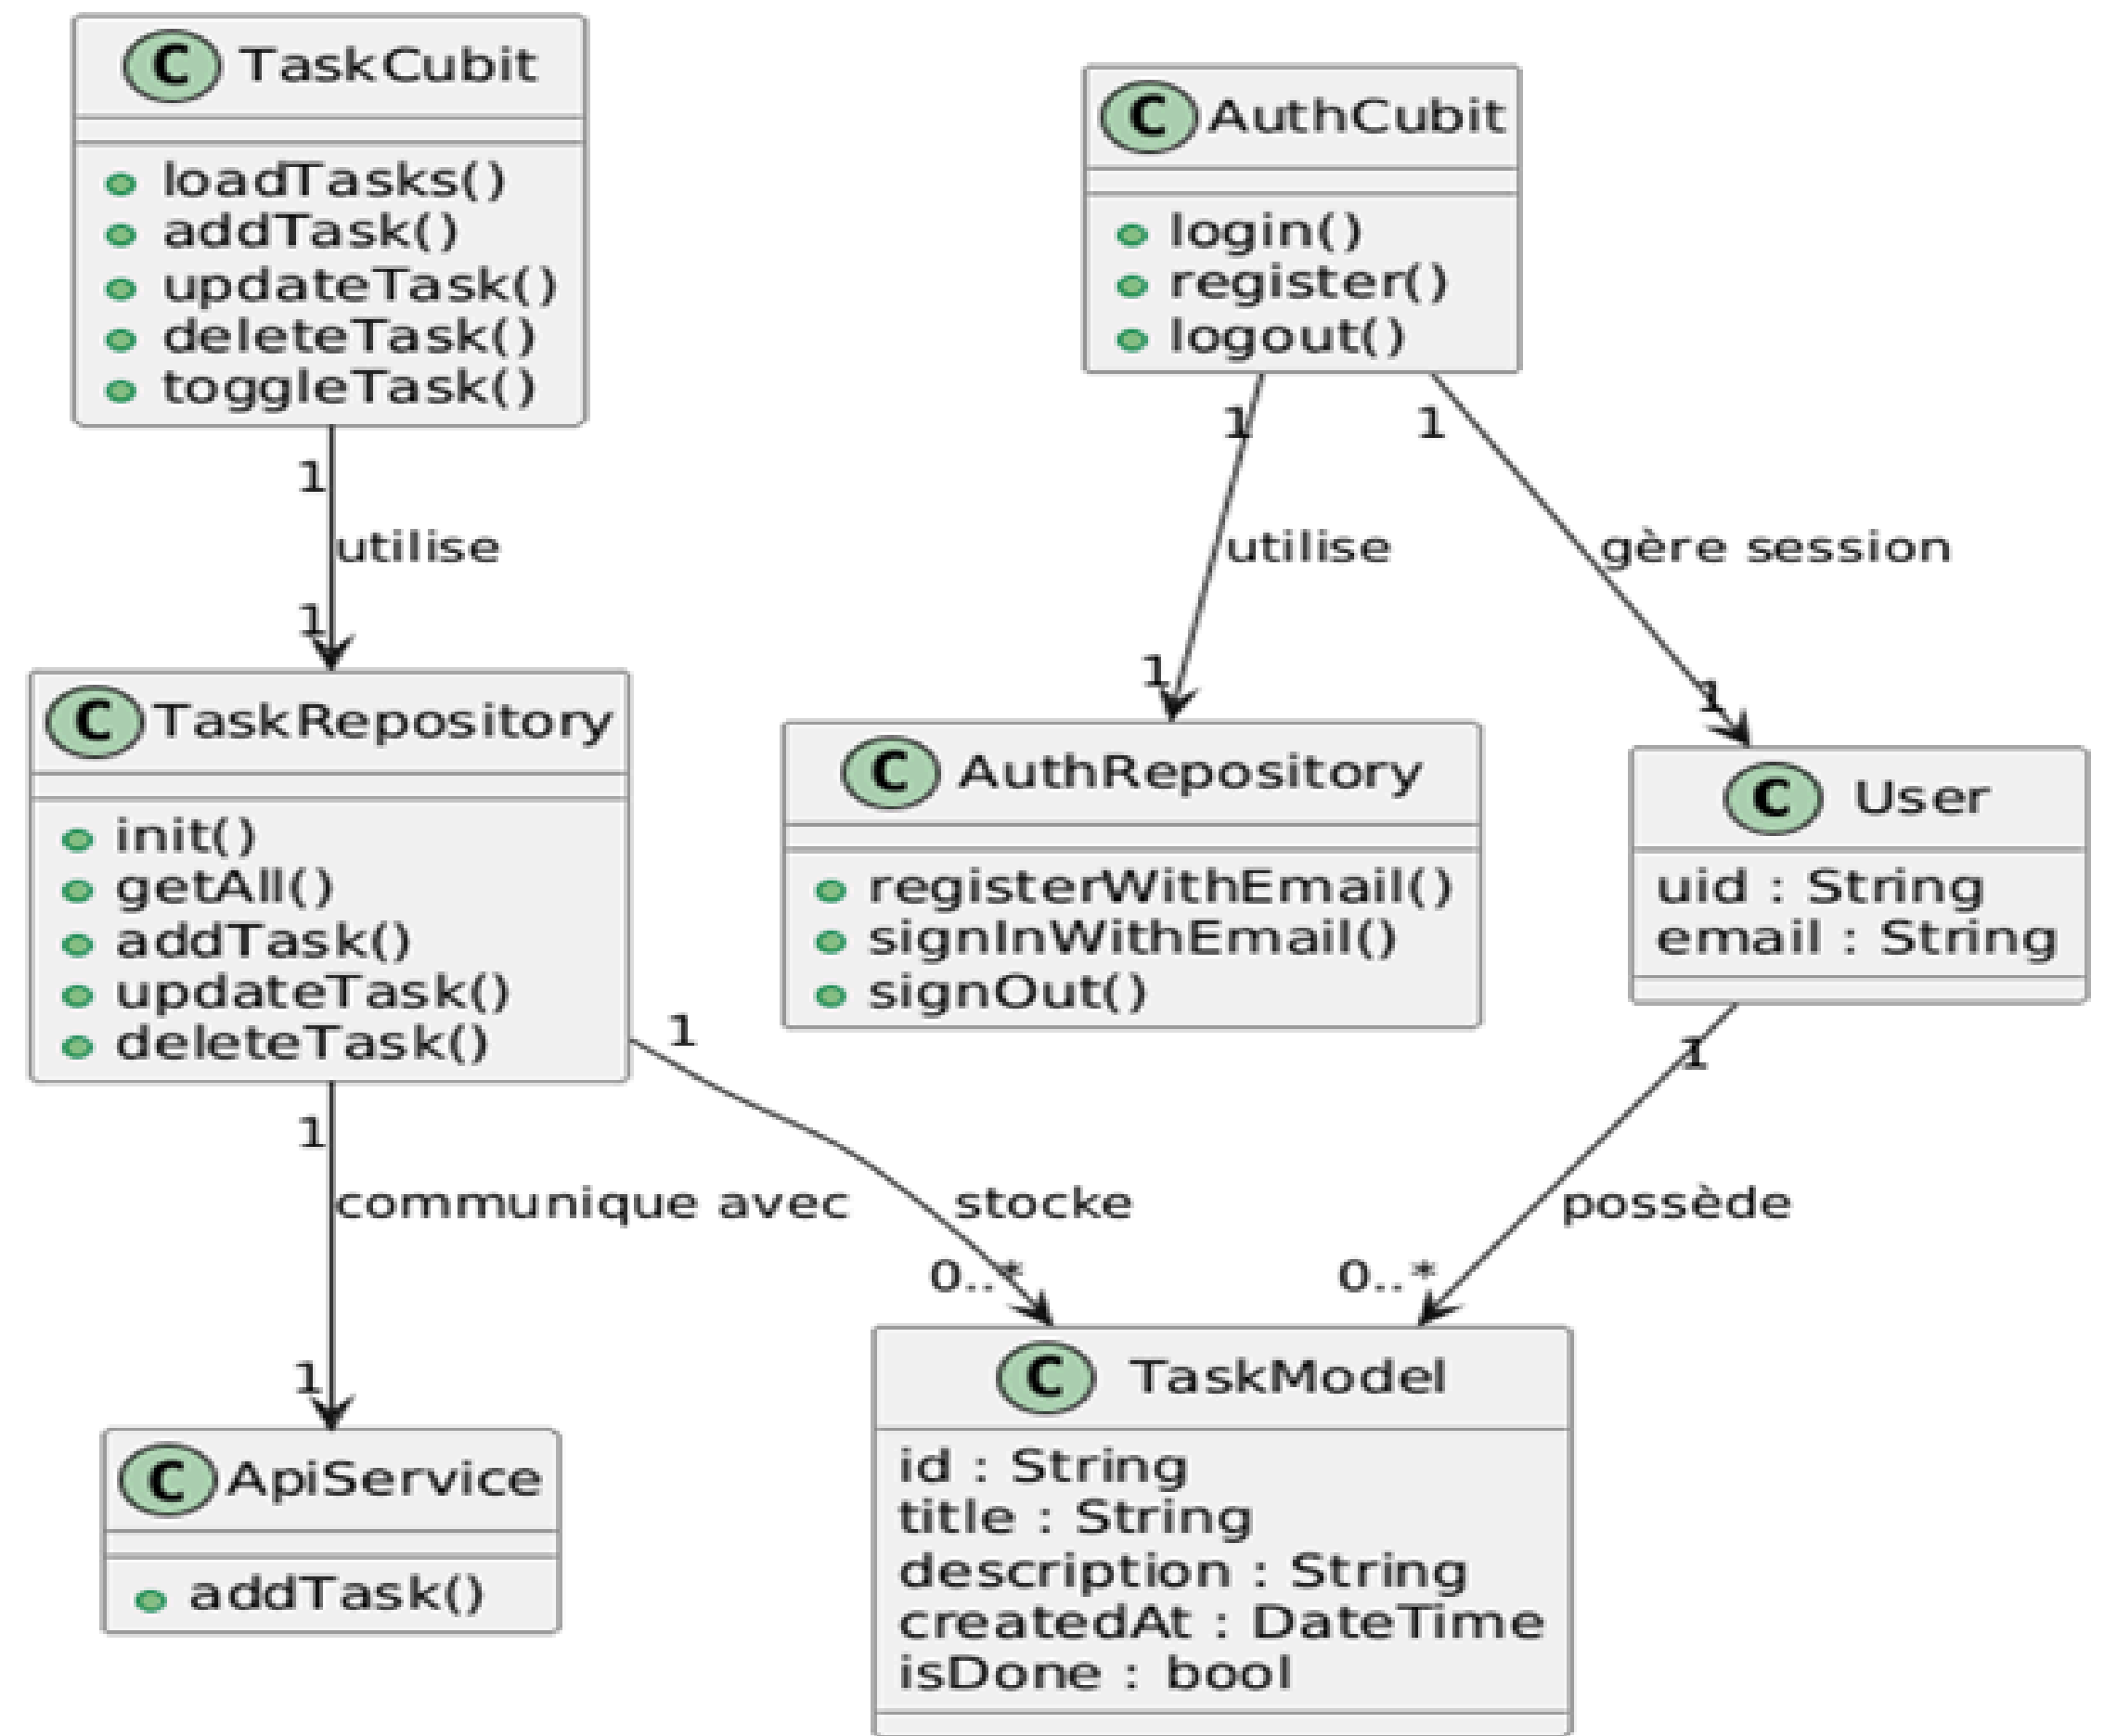 C TaskCubit
loadTasks()
addTask()
updateTask()
deleteTask()
toggleTask()
C AuthCubit
login()
register()
logout()
1
utilise
1
1
utilise
1
1
gère session
1
C TaskRepository
init()
getAll()
addTask()
updateTask()
deleteTask()
C AuthRepository
registerWithEmail()
signInWithEmail()
signOut()
C User
uid : String
email : String
1
communique avec
1
1
stocke
0..*
1
possède
0..*
C ApiService
addTask()
C TaskModel
id : String
title : String
description : String
createdAt : DateTime
isDone : bool